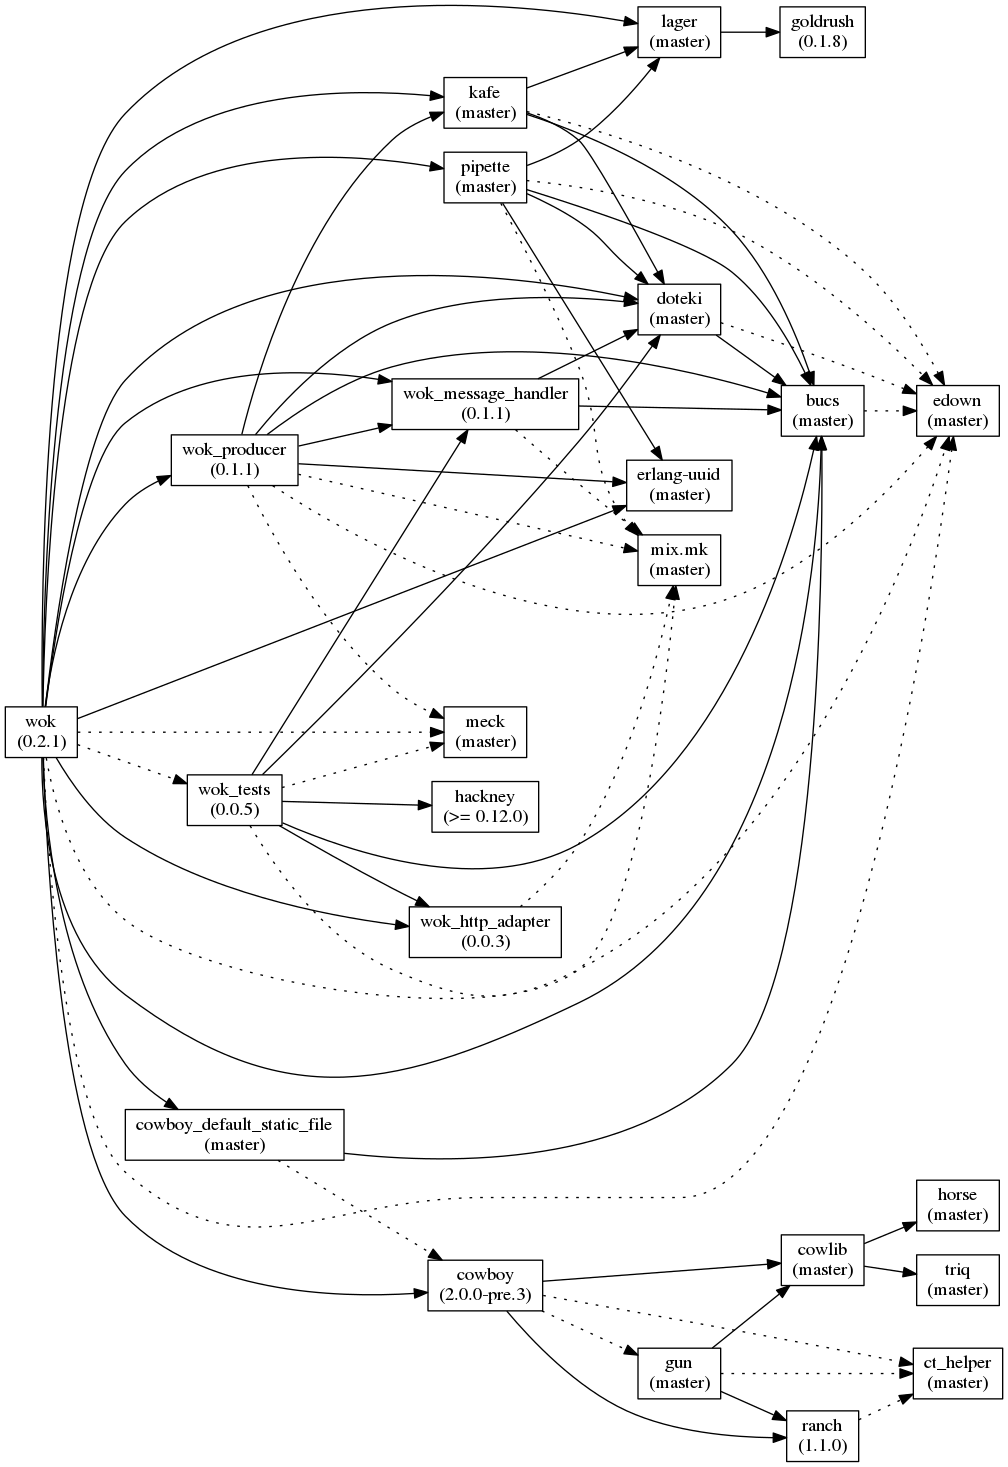 lager
(master)
goldrush
(0.1.8)
kafe
(master)
pipette
(master)
doteki
(master)
wok_message_handler
(0.1.1)
bucs
(master)
edown
(master)
wok_producer
(0.1.1)
erlang-uuid
(master)
mix.mk
(master)
wok
(0.2.1)
meck
(master)
wok_tests
(0.0.5)
hackney
(>= 0.12.0)
wok_http_adapter
(0.0.3)
cowboy_default_static_file
(master)
horse
(master)
cowlib
(master)
cowboy
(2.0.0-pre.3)
triq
(master)
gun
(master)
ct_helper
(master)
ranch
(1.1.0)